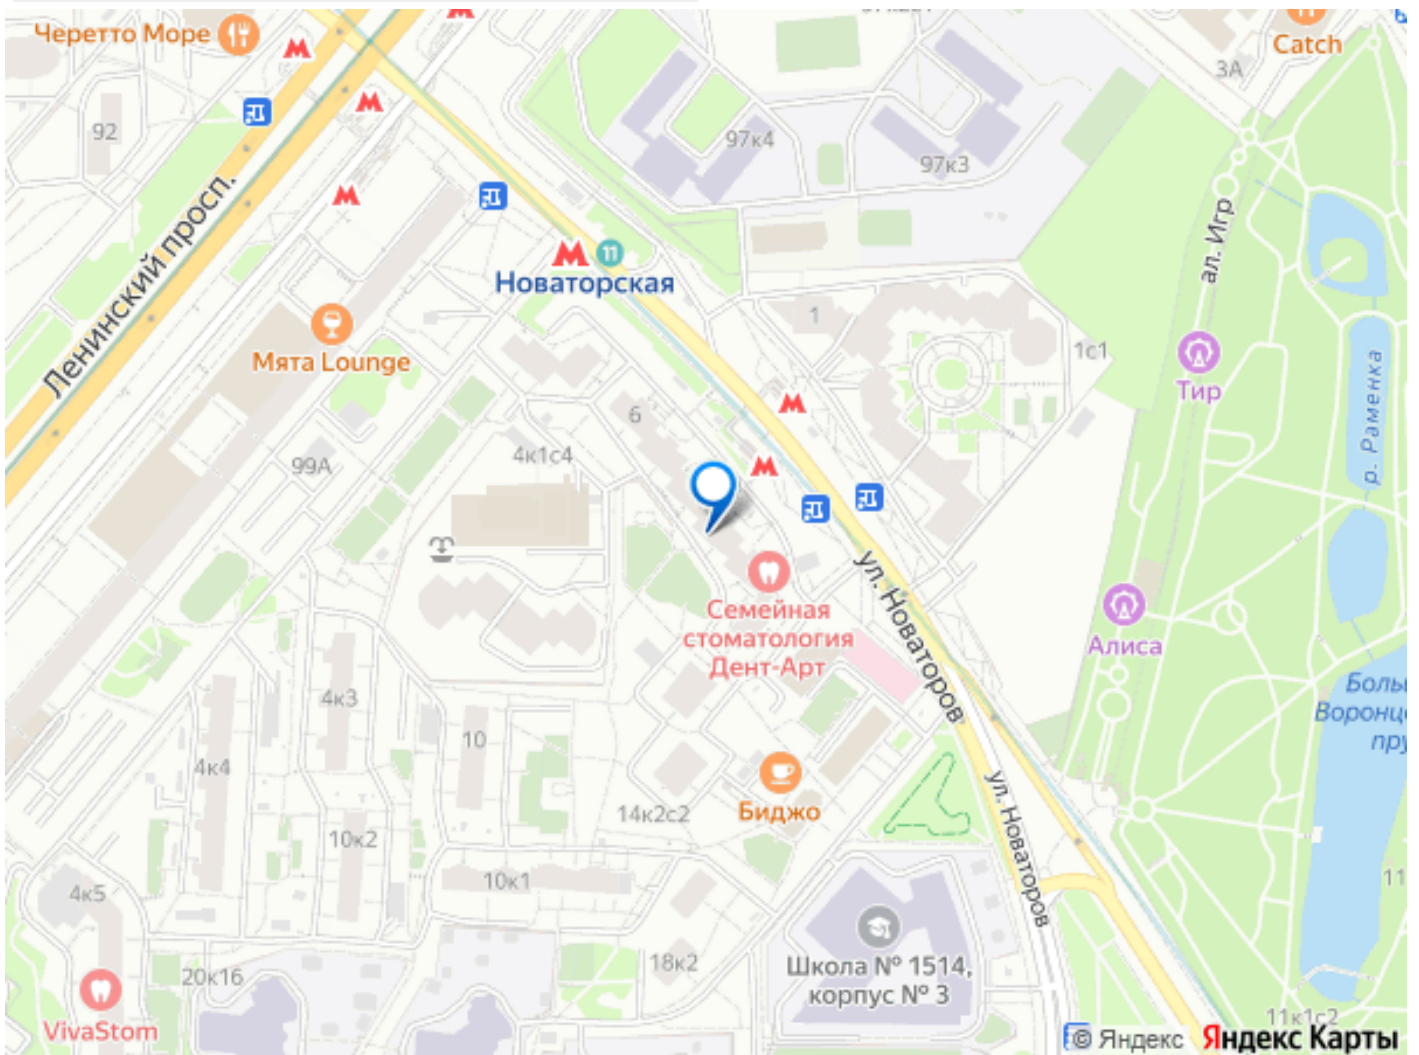 Черетто Море
Catch
3А
92
97к4
97к3
Ленинский просп.
ал. Игр
11
Новаторская
1
1с1
Мята Lounge
Тир
р. Раменка
6
4к1с4
99А
ул. Новаторов
Семейная
стоматология
Дент-Арт
Алиса
4к3
10
4к4
ул. Новаторов
14к2с2
Биджо
10к2
10к1
4к5
11
18к2
20к16
Школа № 1514,
корпус № 3
VivaStom
11к1с2
© Яндекс Яндекс Карты